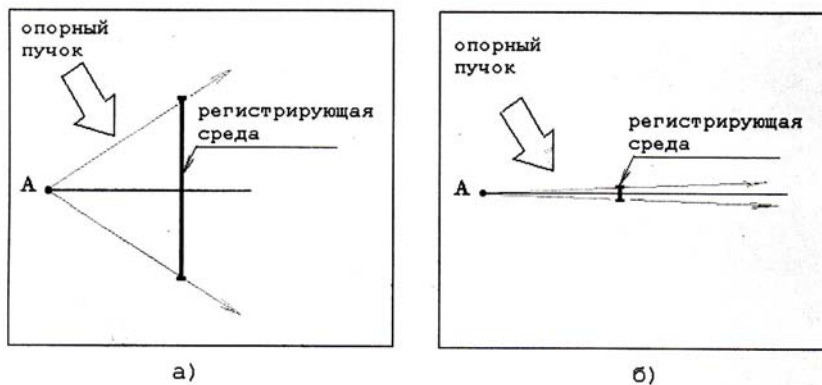 опорный
пучок
регистрирующая
среда
А
а)
опорный
пучок
регистрирующая
среда
А
б)